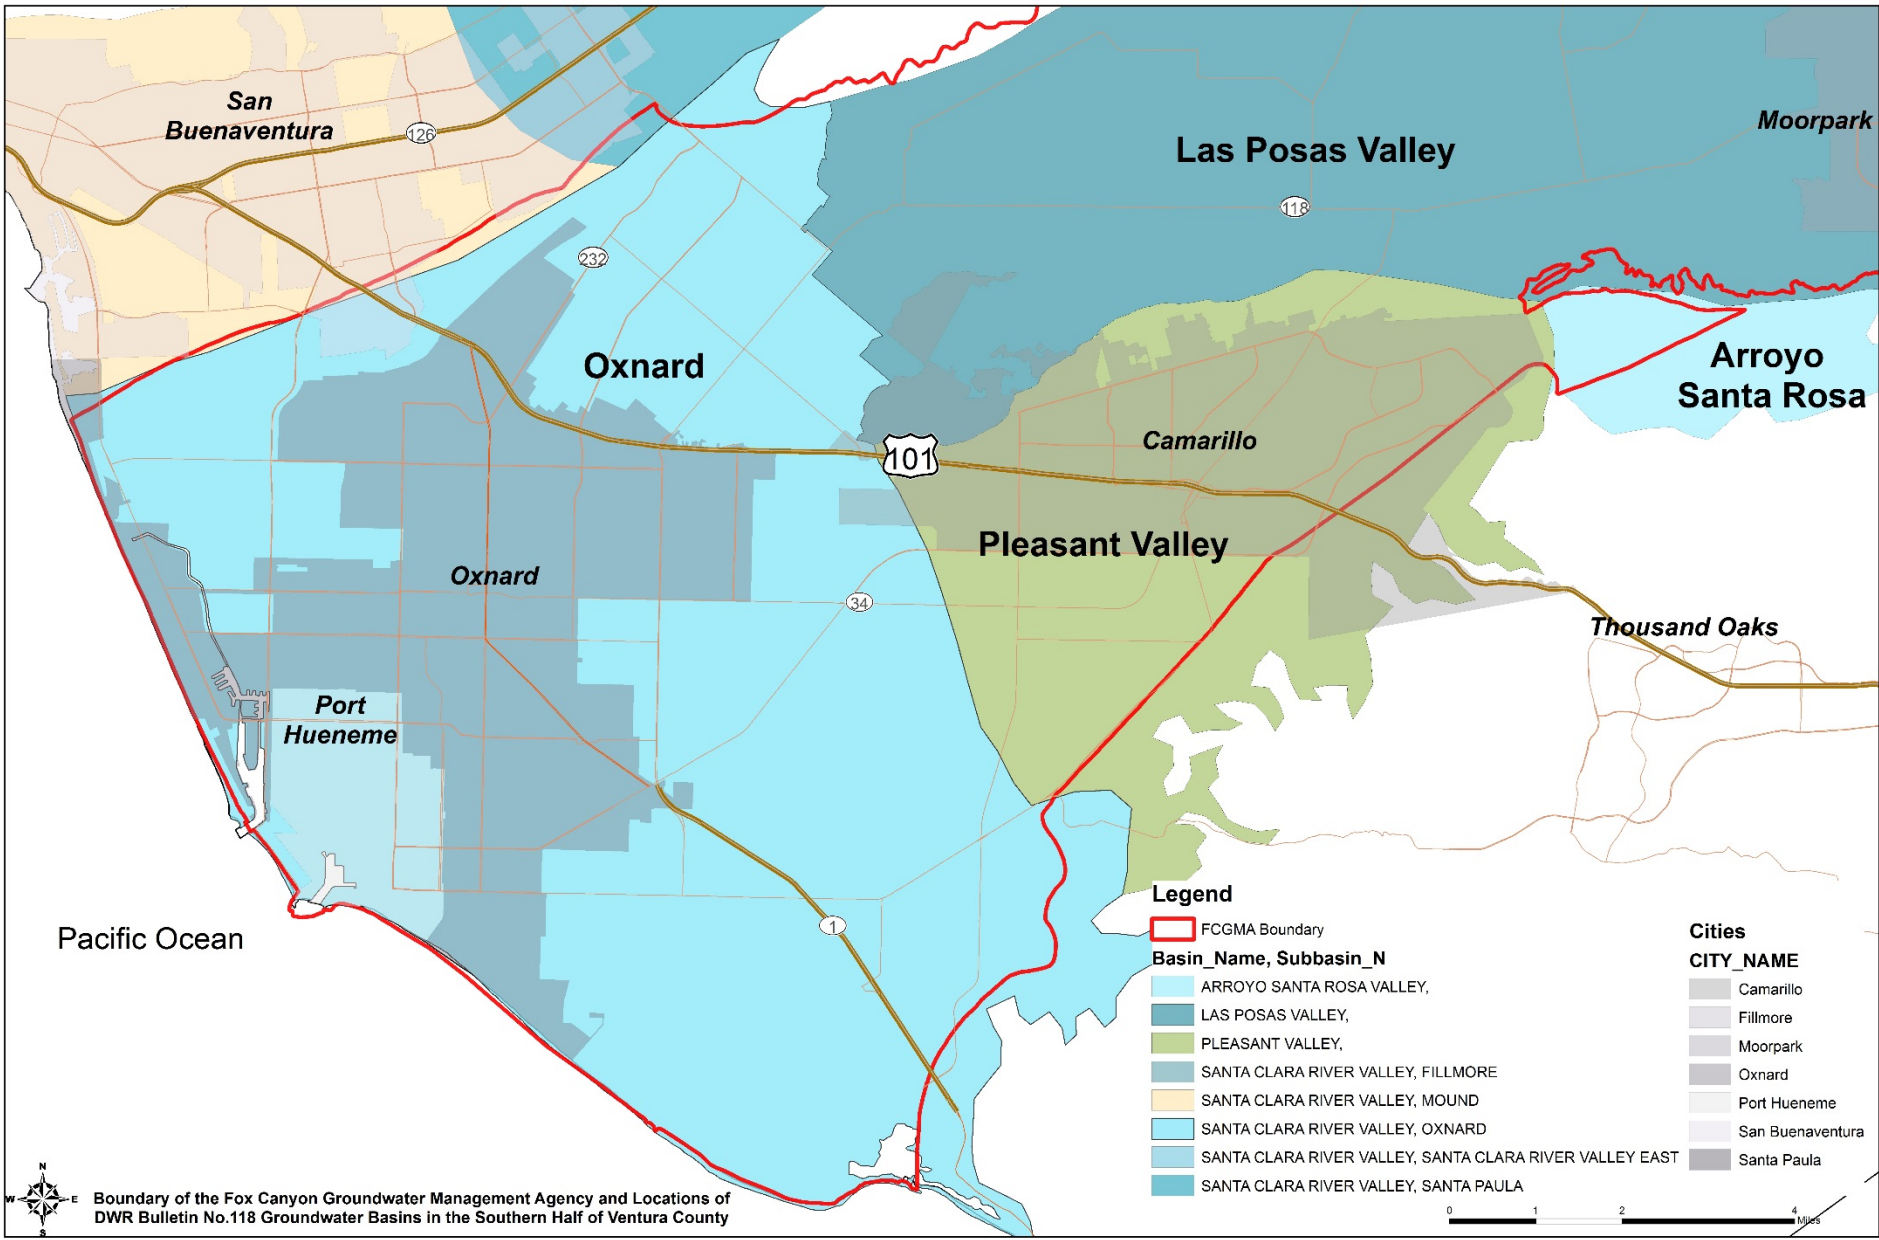 San
Buenaventura
126
Las Posas Valley
Moorpark
118
232
Oxnard
Arroyo
Santa Rosa
101
Camarillo
Pleasant Valley
Oxnard
34
Thousand Oaks
Port
Hueneme
1
Pacific Ocean
Legend
FCGMA Boundary
Basin_Name, Subbasin_N
ARROYO SANTA ROSA VALLEY,
LAS POSAS VALLEY,
PLEASANT VALLEY,
SANTA CLARA RIVER VALLEY, FILLMORE
SANTA CLARA RIVER VALLEY, MOUND
SANTA CLARA RIVER VALLEY, OXNARD
SANTA CLARA RIVER VALLEY, SANTA CLARA RIVER VALLEY EAST
SANTA CLARA RIVER VALLEY, SANTA PAULA
Cities
CITY_NAME
Camarillo
Fillmore
Moorpark
Oxnard
Port Hueneme
San Buenaventura
Santa Paula
N
W E
S
Boundary of the Fox Canyon Groundwater Management Agency and Locations of
DWR Bulletin No.118 Groundwater Basins in the Southern Half of Ventura County
0 1 2 4
Miles